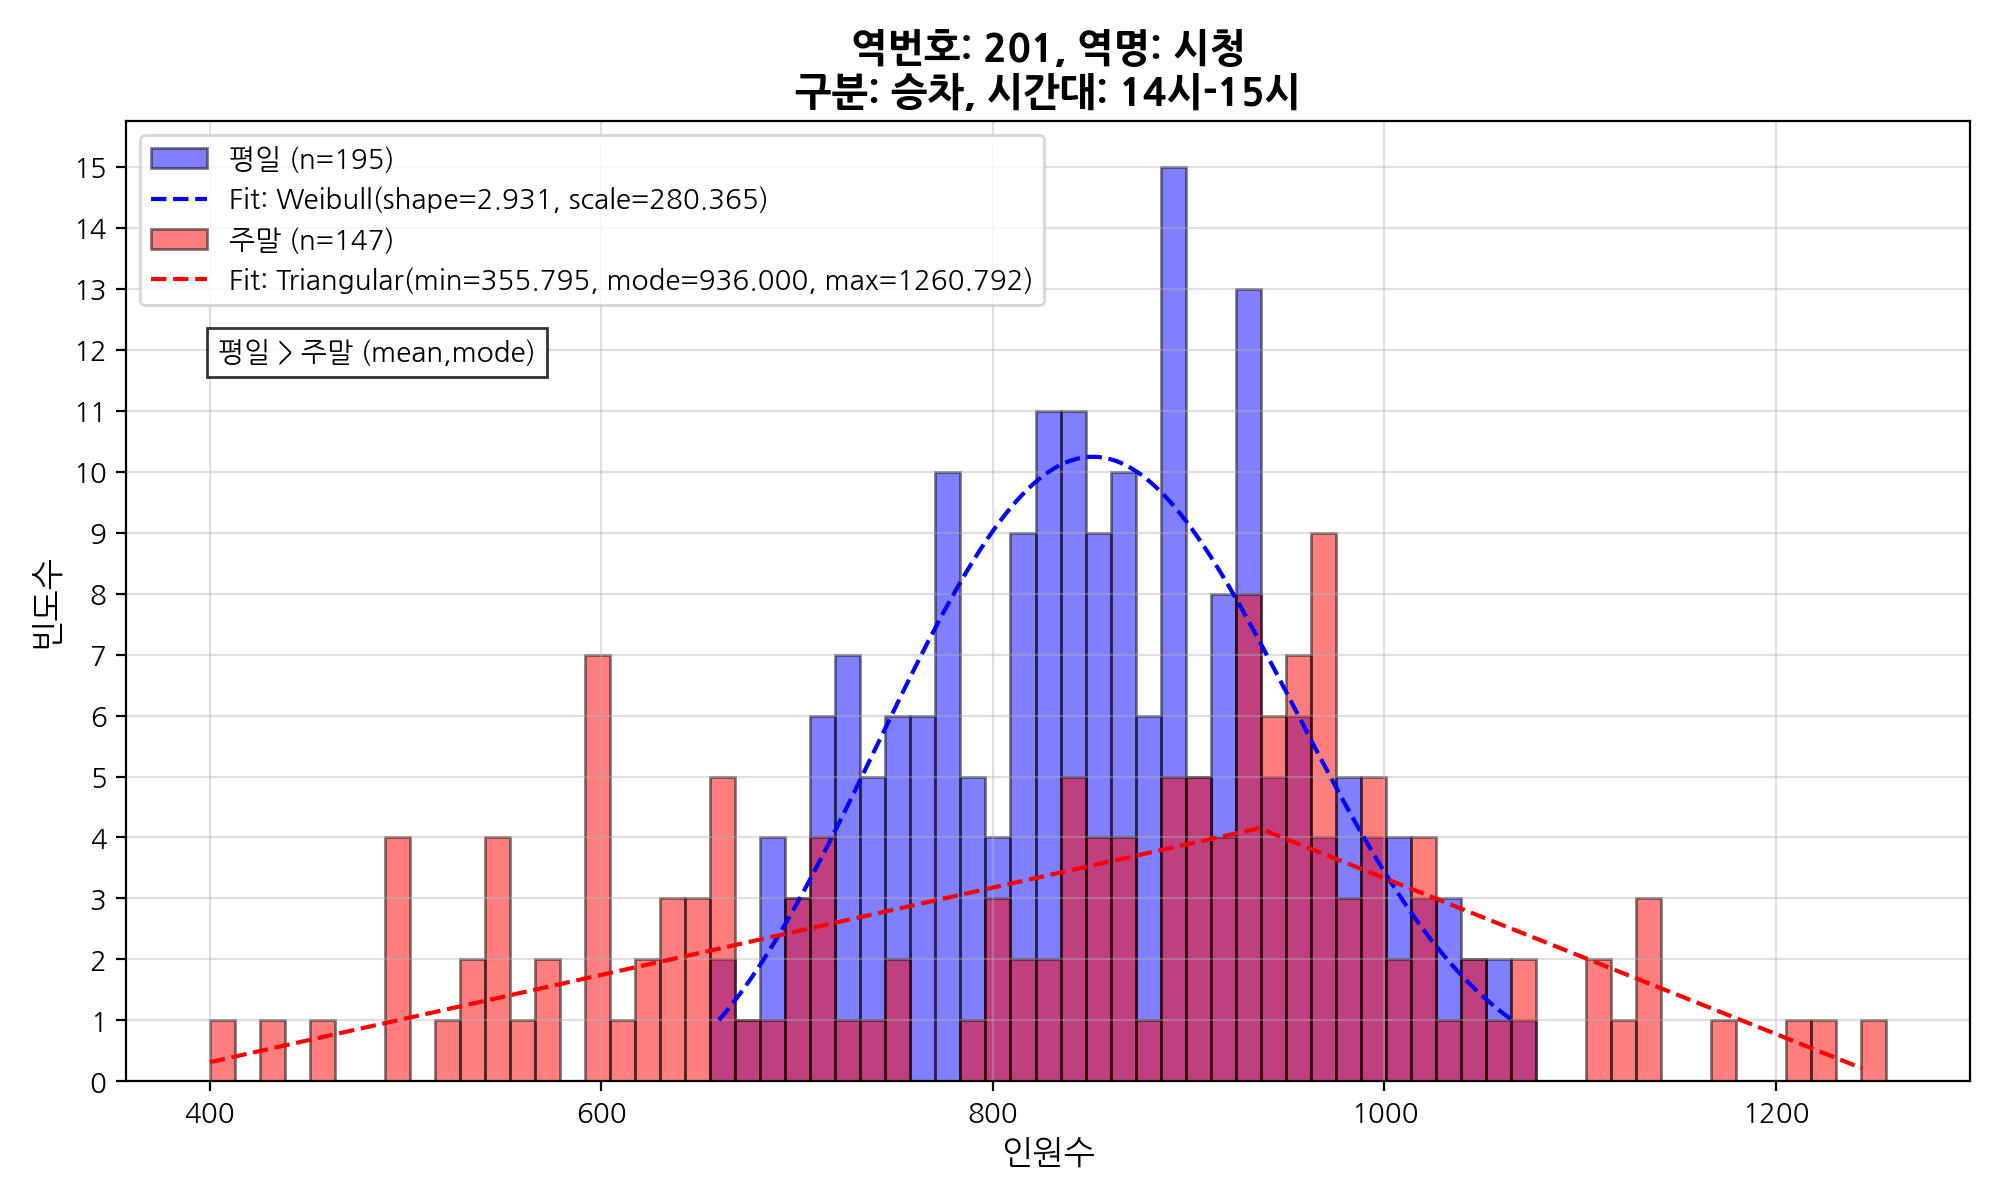 역번호: 201, 역명: 시청
구분: 승차, 시간대: 14시-15시
평일 (n=195)
Fit: Weibull(shape=2.931, scale=280.365)
주말 (n=147)
Fit: Triangular(min=355.795, mode=936.000, max=1260.792)
평일 > 주말 (mean,mode)
빈도수
15
14
13
12
11
10
9
8
7
6
5
4
3
2
1
0
400 600 800 1000 1200
인원수